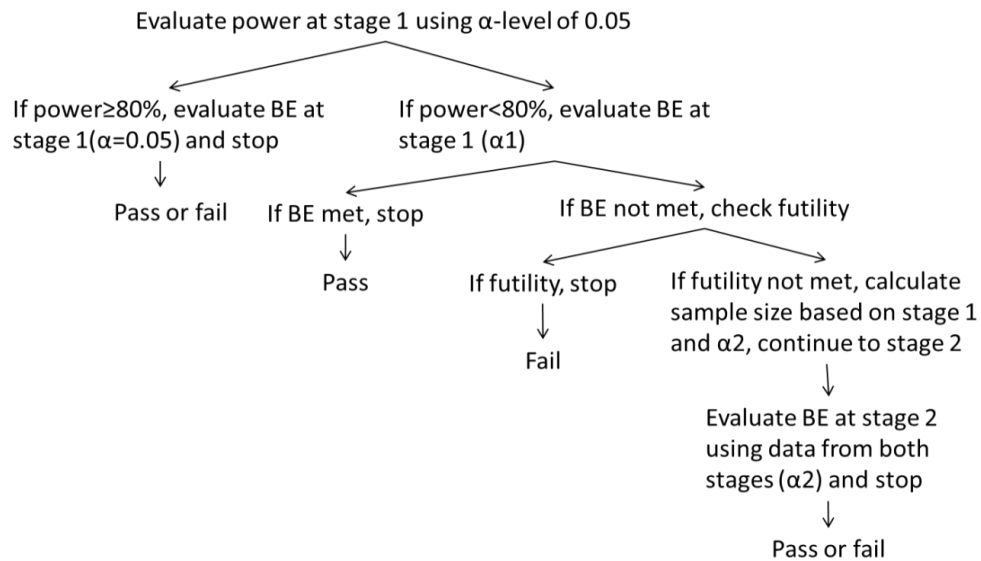 Evaluate power at stage 1 using α-level of 0.05
If power≥80%, evaluate BE at
stage 1(α=0.05) and stop
If power<80%, evaluate BE at
stage 1 (α1)
Pass or fail
If BE met, stop
If BE not met, check futility
Pass
If futility, stop
If futility not met, calculate
sample size based on stage 1
and α2, continue to stage 2
Fail
Evaluate BE at stage 2
using data from both
stages (α2) and stop
Pass or fail